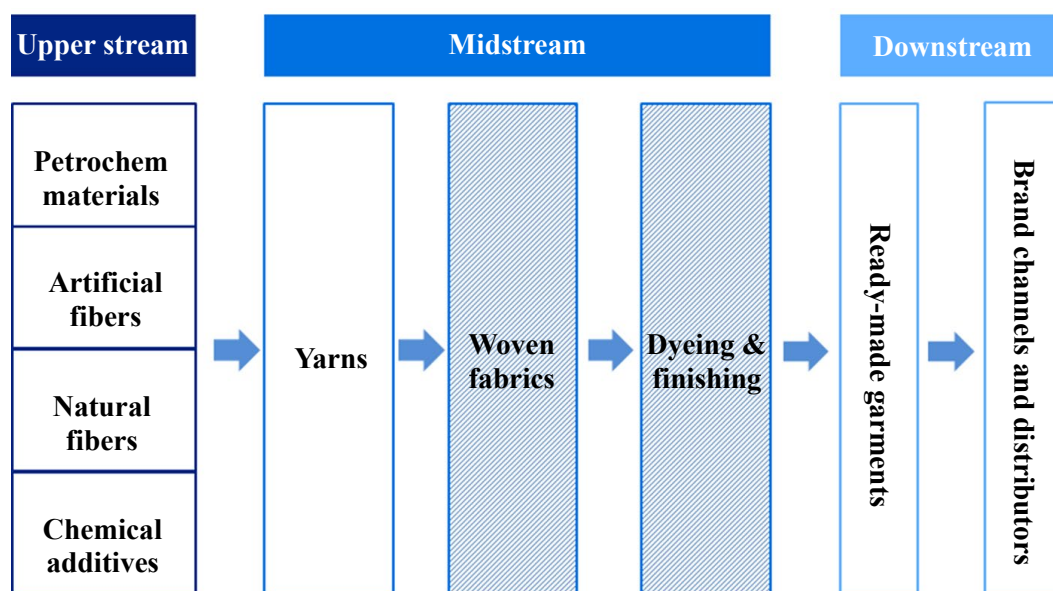 Upper stream
Midstream
Downstream
Petrochem
materials
Artificial
fibers
Natural
fibers
Chemical
additives
Yarns
Woven
fabrics
Dyeing &
finishing
Ready-made garments
Brand channels and distributors